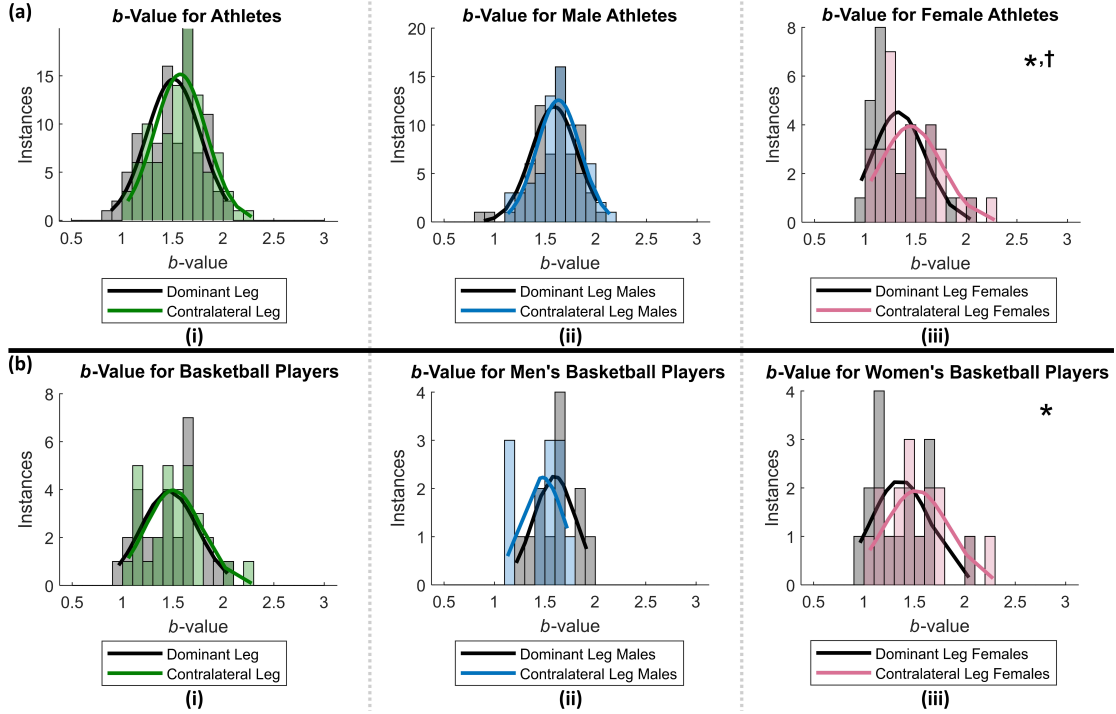 (a)
b-Value for Athletes
Instances
15
10
5
0
0.5 1 1.5 2 2.5 3
b-value
Dominant Leg
Contralateral Leg
(i)
b-Value for Male Athletes
Instances
20
15
10
5
0
0.5 1 1.5 2 2.5 3
b-value
Dominant Leg Males
Contralateral Leg Males
(ii)
b-Value for Female Athletes
*,†
Instances
8
6
4
2
0
0.5 1 1.5 2 2.5 3
b-value
Dominant Leg Females
Contralateral Leg Females
(iii)
(b)
b-Value for Basketball Players
Instances
8
6
4
2
0
0.5 1 1.5 2 2.5 3
b-value
Dominant Leg
Contralateral Leg
(i)
b-Value for Men's Basketball Players
Instances
4
3
2
1
0
0.5 1 1.5 2 2.5 3
b-value
Dominant Leg Males
Contralateral Leg Males
(ii)
b-Value for Women's Basketball Players
*
Instances
4
3
2
1
0
0.5 1 1.5 2 2.5 3
b-value
Dominant Leg Females
Contralateral Leg Females
(iii)